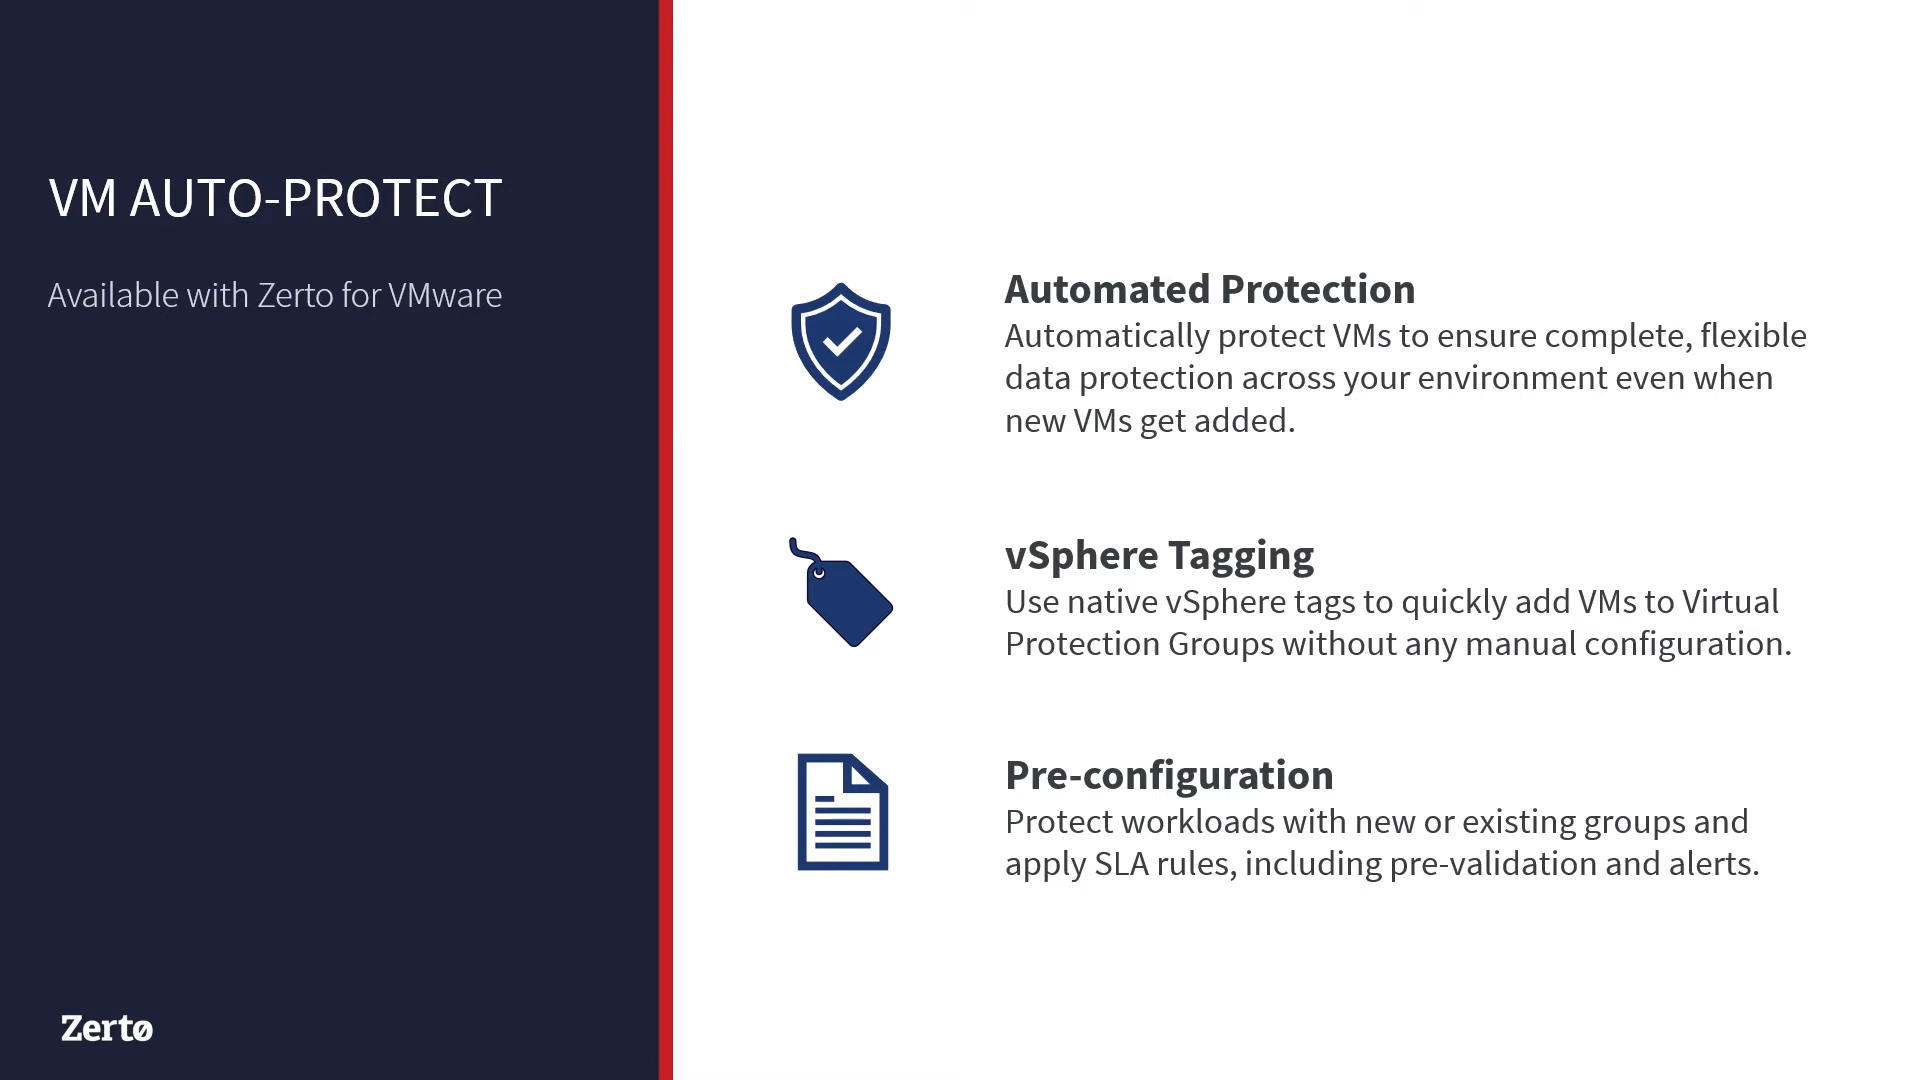 VM AUTO-PROTECT
Available with Zerto for VMware
Automated Protection
Automatically protect VMs to ensure complete, flexible
data protection across your environment even when
new VMs get added.
vSphere Tagging
Use native vSphere tags to quickly add VMs to Virtual
Protection Groups without any manual configuration.
Pre-configuration
Protect workloads with new or existing groups and
apply SLA rules, including pre-validation and alerts.
Zerto